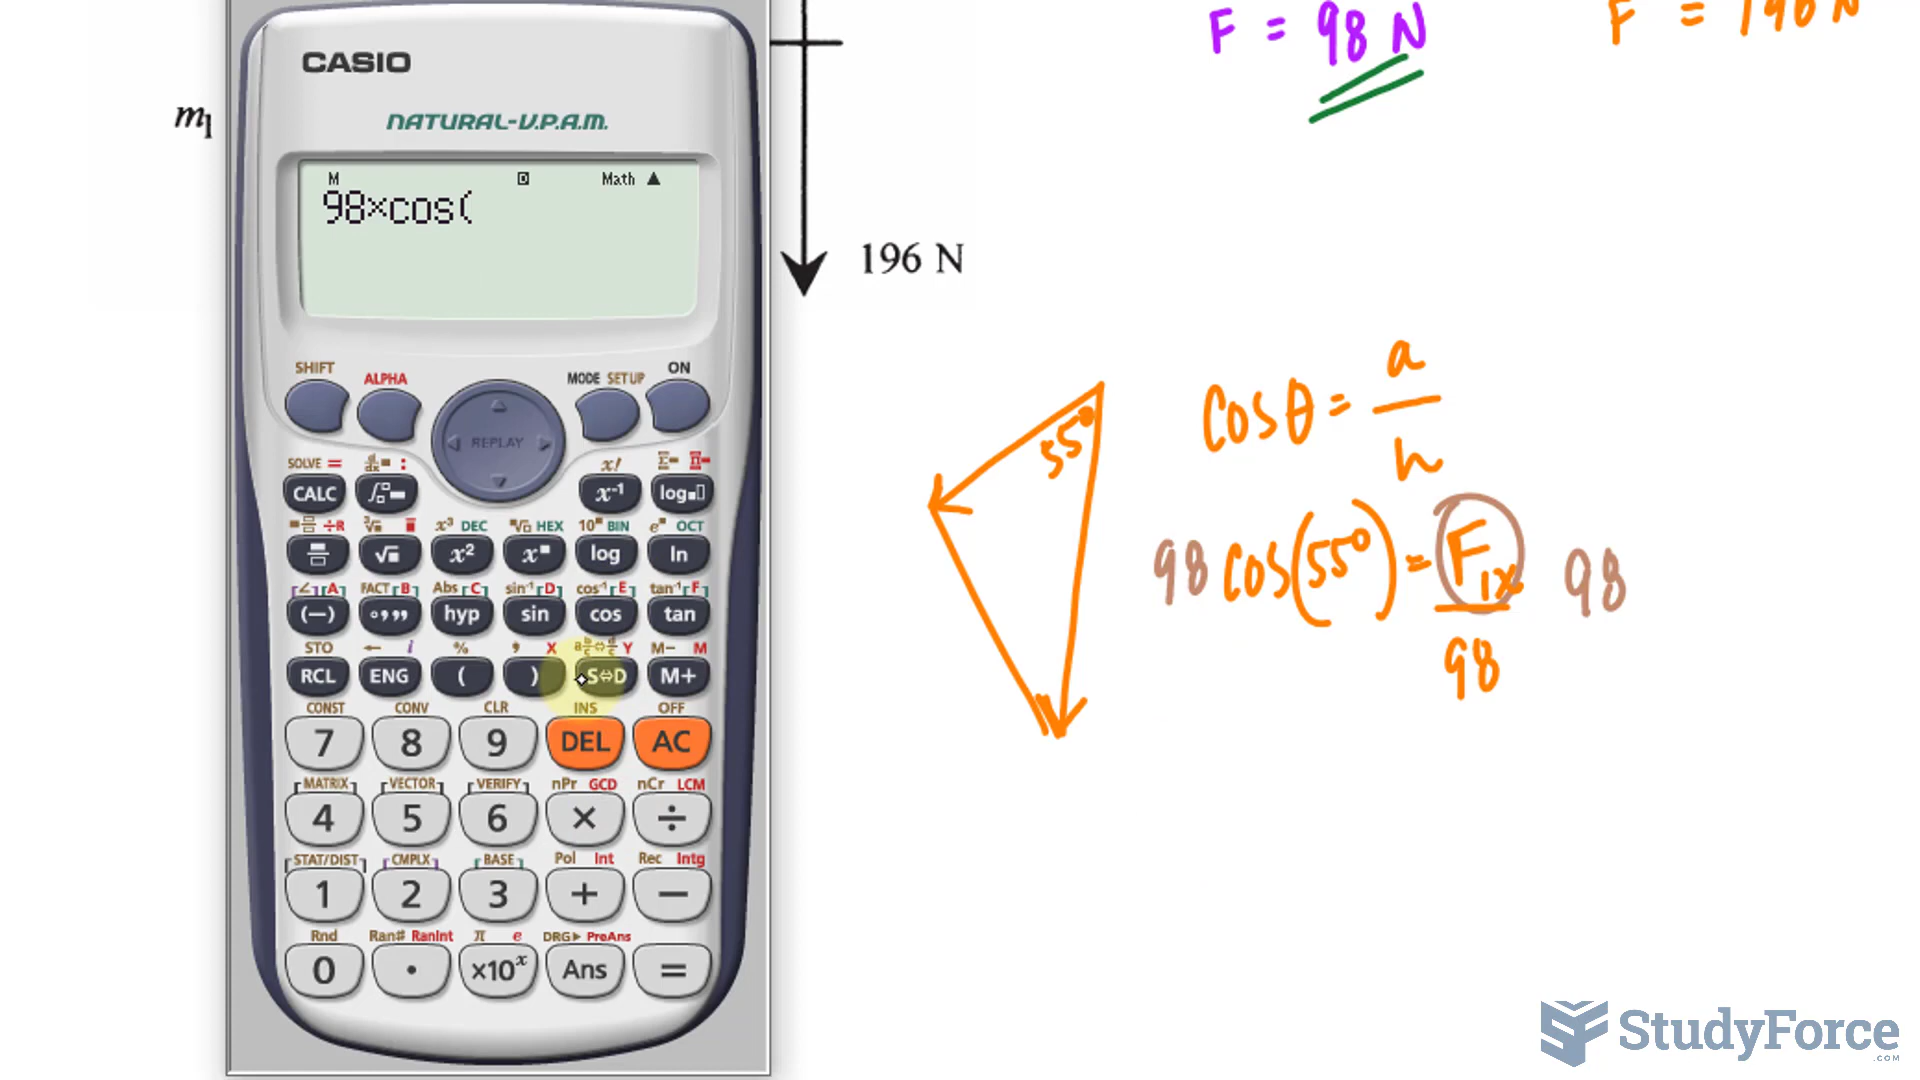 F = 98 N
F = 196 N
CASIO
m1
NATURAL-V.P.A.M.
M D Math ▲
98×cos(
196 N
SHIFT ALPHA MODE SETUP ON
REPLAY
SOLVE = : x! Σ Π
CALC x⁻¹ log
÷R x³ DEC HEX 10 BIN e OCT
√ x² x log ln
∠ A FACT B Abs C sin⁻¹ D cos⁻¹ E tan⁻¹ F
(−) hyp sin cos tan
STO ← i % , X Y M− M
RCL ENG ( ) S⇔D M+
CONST CONV CLR INS OFF
7 8 9 DEL AC
MATRIX VECTOR VERIFY nPr GCD nCr LCM
4 5 6 × ÷
STAT/DIST CMPLX BASE Pol Int Rec Intg
1 2 3 + −
Rnd Ran# RanInt π e DRG▶ PreAns
0 • ×10ˣ Ans =
55°
cosθ = a/h
98 cos(55°) = F1x/98 98
StudyForce
.COM